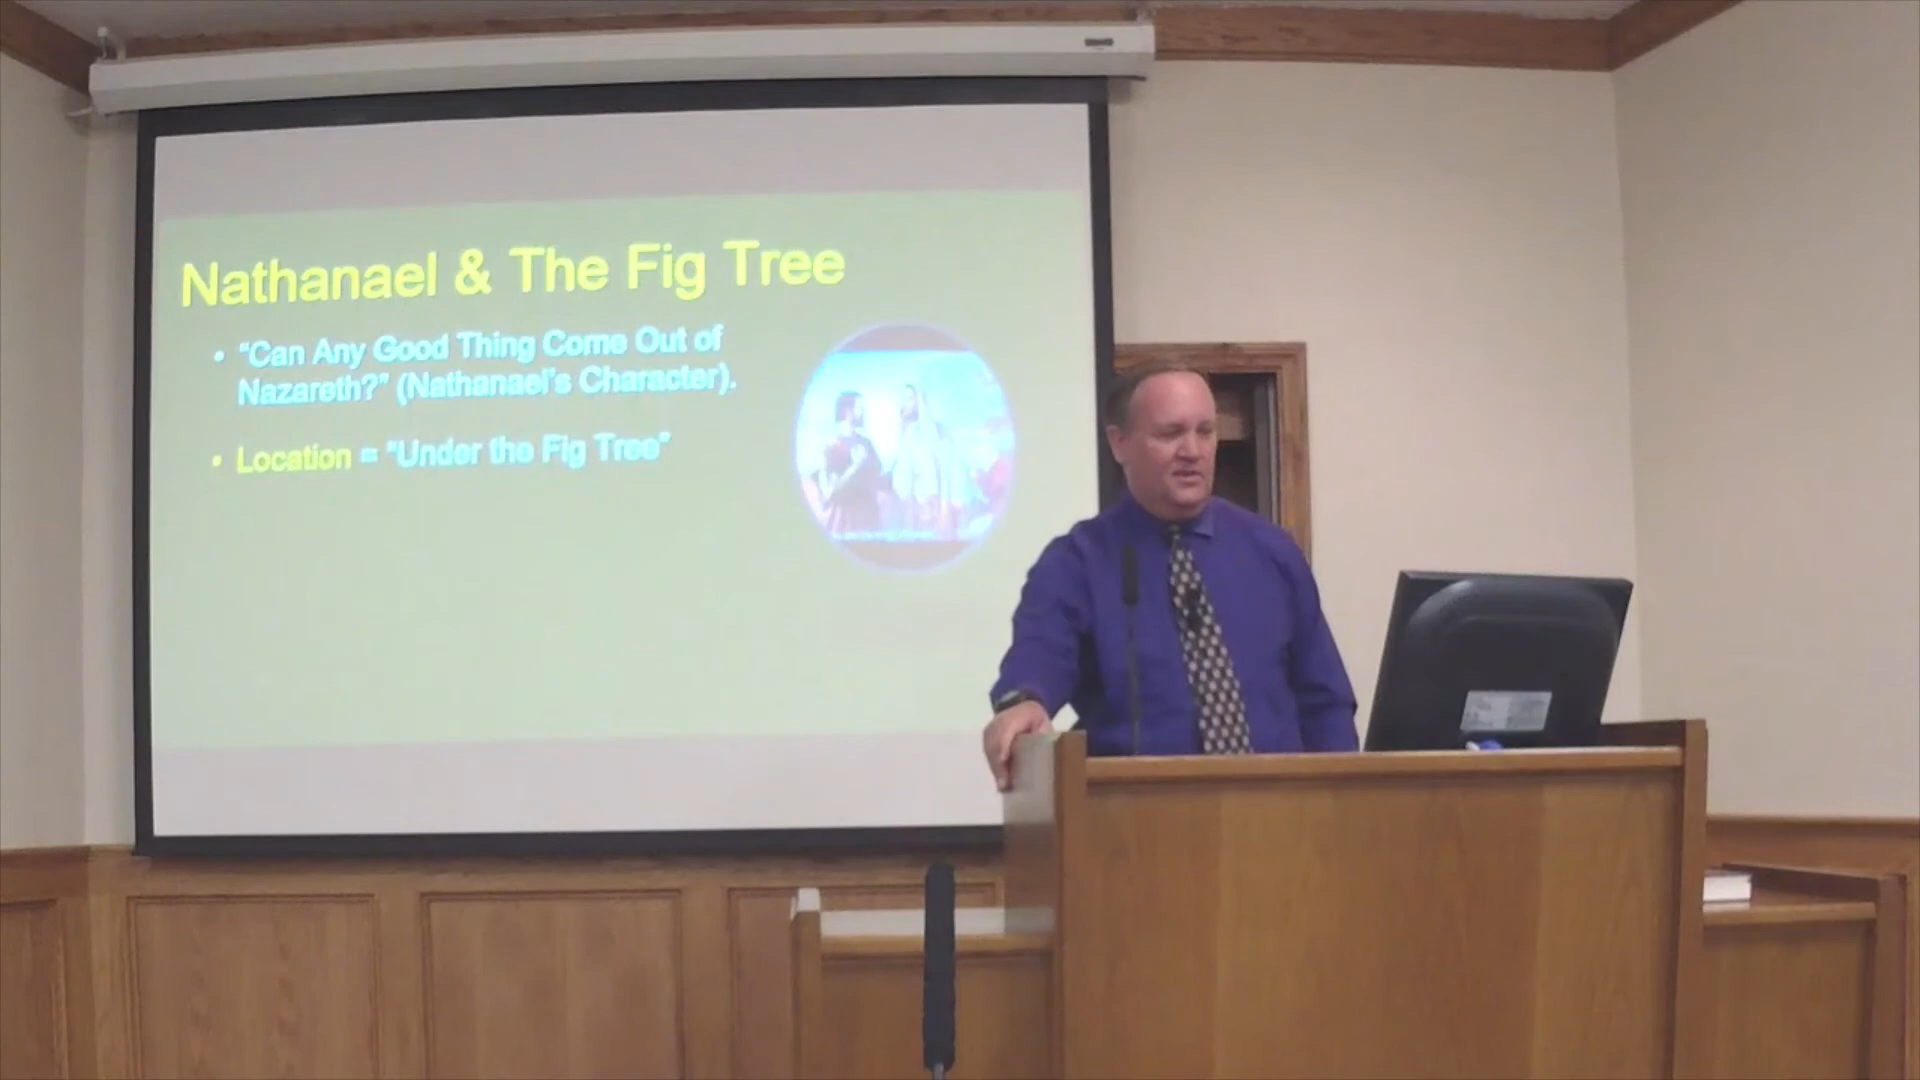 Nathanael & The Fig Tree
• “Can Any Good Thing Come Out of
Nazareth?” (Nathanael’s Character).
• Location = “Under the Fig Tree”